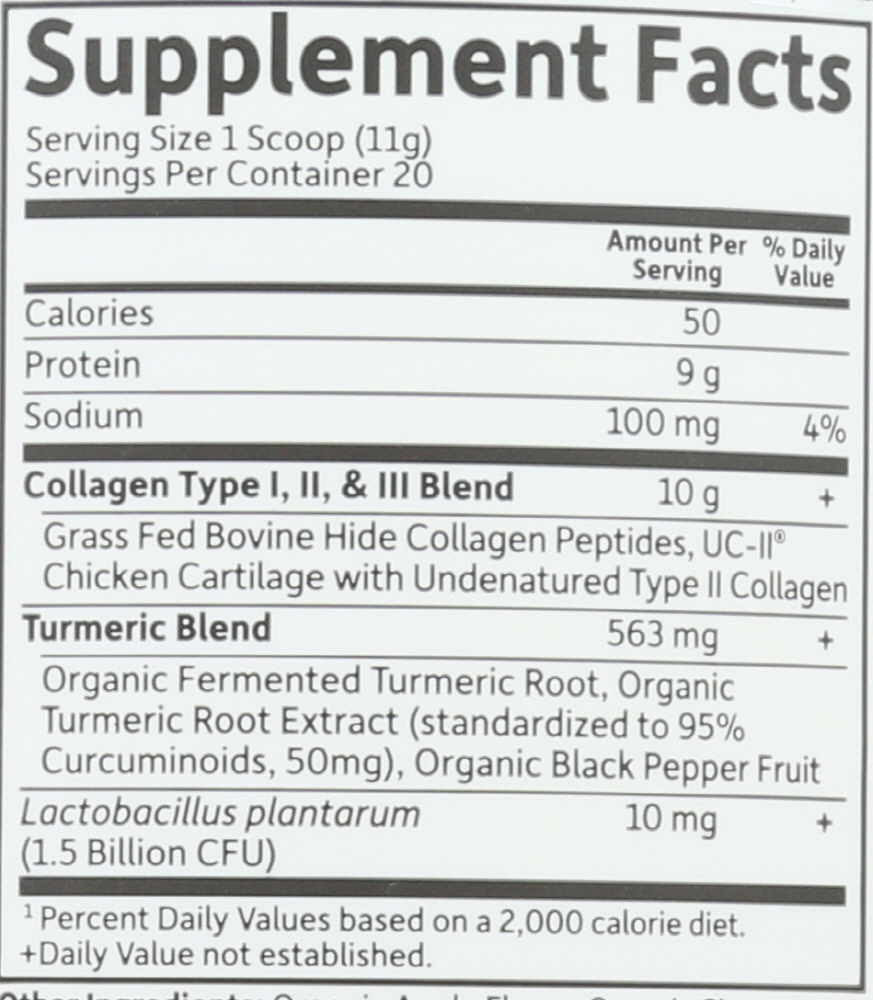 Supplement Facts
Serving Size 1 Scoop (11g)
Servings Per Container 20
Amount Per Serving % Daily Value
Calories 50
Protein 9 g
Sodium 100 mg 4%
Collagen Type I, II, & III Blend 10 g +
Grass Fed Bovine Hide Collagen Peptides, UC-II®
Chicken Cartilage with Undenatured Type II Collagen
Turmeric Blend 563 mg +
Organic Fermented Turmeric Root, Organic
Turmeric Root Extract (standardized to 95%
Curcuminoids, 50mg), Organic Black Pepper Fruit
Lactobacillus plantarum 10 mg +
(1.5 Billion CFU)
¹ Percent Daily Values based on a 2,000 calorie diet.
+Daily Value not established.